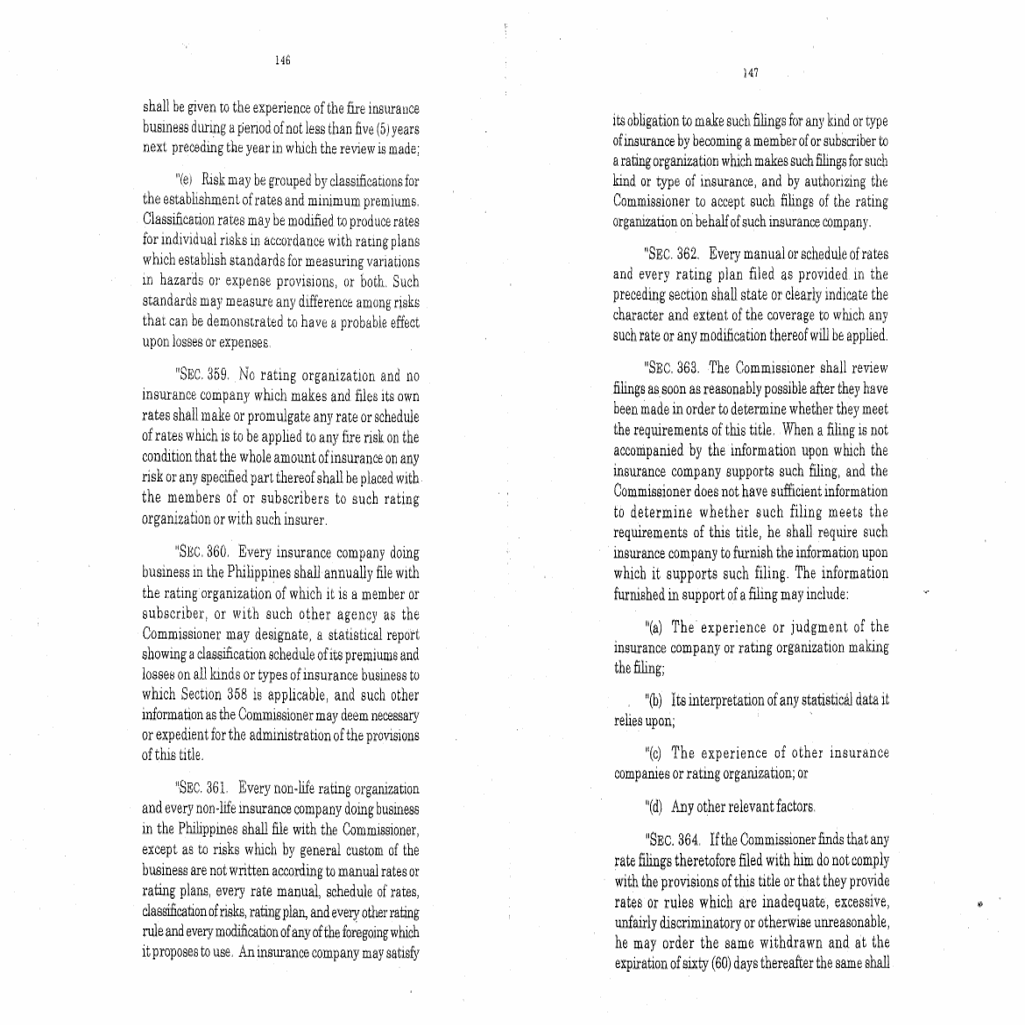 146
shall be given to the experience of the fire insurance
business during a period of not less than five (5) years
next preceding the year in which the review is made;
"(e) Risk may be grouped by classifications for
the establishment of rates and minimum premiums.
Classification rates may be modified to produce rates
for individual risks in accordance with rating plans
which establish standards for measuring variations
in hazards or expense provisions, or both. Such
standards may measure any difference among risks
that can be demonstrated to have a probable effect
upon losses or expenses.
"SEC. 359. No rating organization and no
insurance company which makes and files its own
rates shall make or promulgate any rate or schedule
of rates which is to be applied to any fire risk on the
condition that the whole amount of insurance on any
risk or any specified part thereof shall be placed with
the members of or subscribers to such rating
organization or with such insurer.
"SEC. 360. Every insurance company doing
business in the Philippines shall annually file with
the rating organization of which it is a member or
subscriber, or with such other agency as the
Commissioner may designate, a statistical report
showing a classification schedule of its premiums and
losses on all kinds or types of insurance business to
which Section 358 is applicable, and such other
information as the Commissioner may deem necessary
or expedient for the administration of the provisions
of this title.
"SEC. 361. Every non-life rating organization
and every non-life insurance company doing business
in the Philippines shall file with the Commissioner,
except as to risks which by general custom of the
business are not written according to manual rates or
rating plans, every rate manual, schedule of rates,
classification of risks, rating plan, and every other rating
rule and every modification of any of the foregoing which
it proposes to use. An insurance company may satisfy
147
its obligation to make such filings for any kind or type
of insurance by becoming a member of or subscriber to
a rating organization which makes such filings for such
kind or type of insurance, and by authorizing the
Commissioner to accept such filings of the rating
organization on behalf of such insurance company.
"SEC. 362. Every manual or schedule of rates
and every rating plan filed as provided in the
preceding section shall state or clearly indicate the
character and extent of the coverage to which any
such rate or any modification thereof will be applied.
"SEC. 363. The Commissioner shall review
filings as soon as reasonably possible after they have
been made in order to determine whether they meet
the requirements of this title. When a filing is not
accompanied by the information upon which the
insurance company supports such filing, and the
Commissioner does not have sufficient information
to determine whether such filing meets the
requirements of this title, he shall require such
insurance company to furnish the information upon
which it supports such filing. The information
furnished in support of a filing may include:
"(a) The experience or judgment of the
insurance company or rating organization making
the filing;
"(b) Its interpretation of any statistical data it
relies upon;
"(c) The experience of other insurance
companies or rating organization; or
"(d) Any other relevant factors.
"SEC. 364. If the Commissioner finds that any
rate filings theretofore filed with him do not comply
with the provisions of this title or that they provide
rates or rules which are inadequate, excessive,
unfairly discriminatory or otherwise unreasonable,
he may order the same withdrawn and at the
expiration of sixty (60) days thereafter the same shall